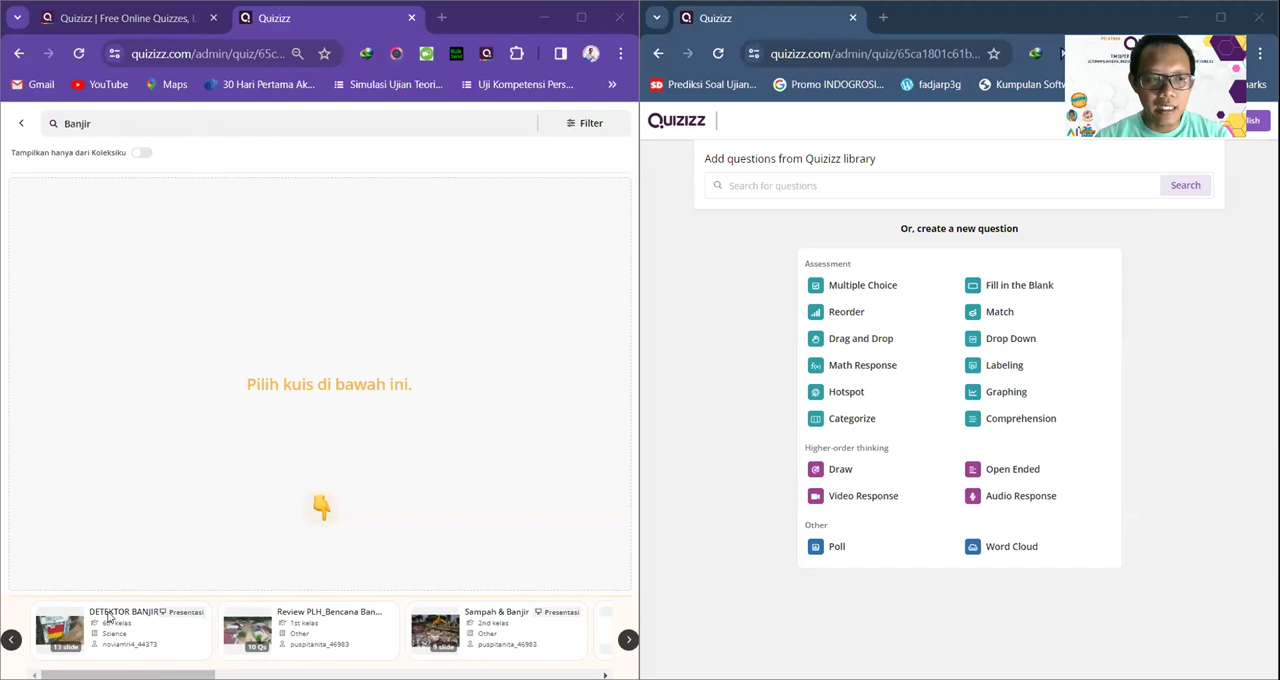 Quizizz | Free Online Quizzes, L
Quizizz
quizizz.com/admin/quiz/65c...
Gmail
YouTube
Maps
30 Hari Pertama Ak...
Simulasi Ujian Teori...
Uji Kompetensi Pers...
»
Banjir
Filter
Tampilkan hanya dari Koleksiku
Pilih kuis di bawah ini.
DETEKTOR BANJIR
Presentasi
6th kelas
Science
noviamri4_44373
13 slide
Review PLH_Bencana Ban...
1st kelas
Other
puspitanita_46983
10 Qs
Sampah & Banjir
Presentasi
2nd kelas
Other
puspitanita_46983
9 slide
Quizizz
quizizz.com/admin/quiz/65ca1801c61b...
Prediksi Soal Ujian...
Promo INDOGROSI...
fadjarp3g
Kumpulan Soft
arks
QUIZIZZ
lish
Add questions from Quizizz library
Search for questions
Search
Or, create a new question
Assessment
Multiple Choice
Fill in the Blank
Reorder
Match
Drag and Drop
Drop Down
Math Response
Labeling
Hotspot
Graphing
Categorize
Comprehension
Higher-order thinking
Draw
Open Ended
Video Response
Audio Response
Other
Poll
Word Cloud